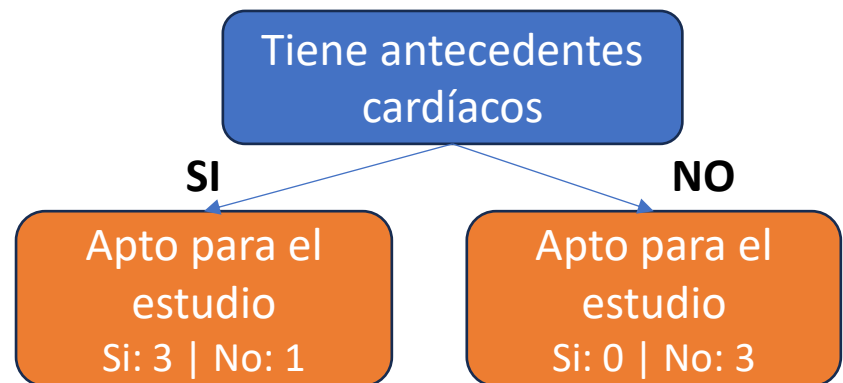 Tiene antecedentes
cardíacos
SI
NO
Apto para el
estudio
Si: 3 | No: 1
Apto para el
estudio
Si: 0 | No: 3